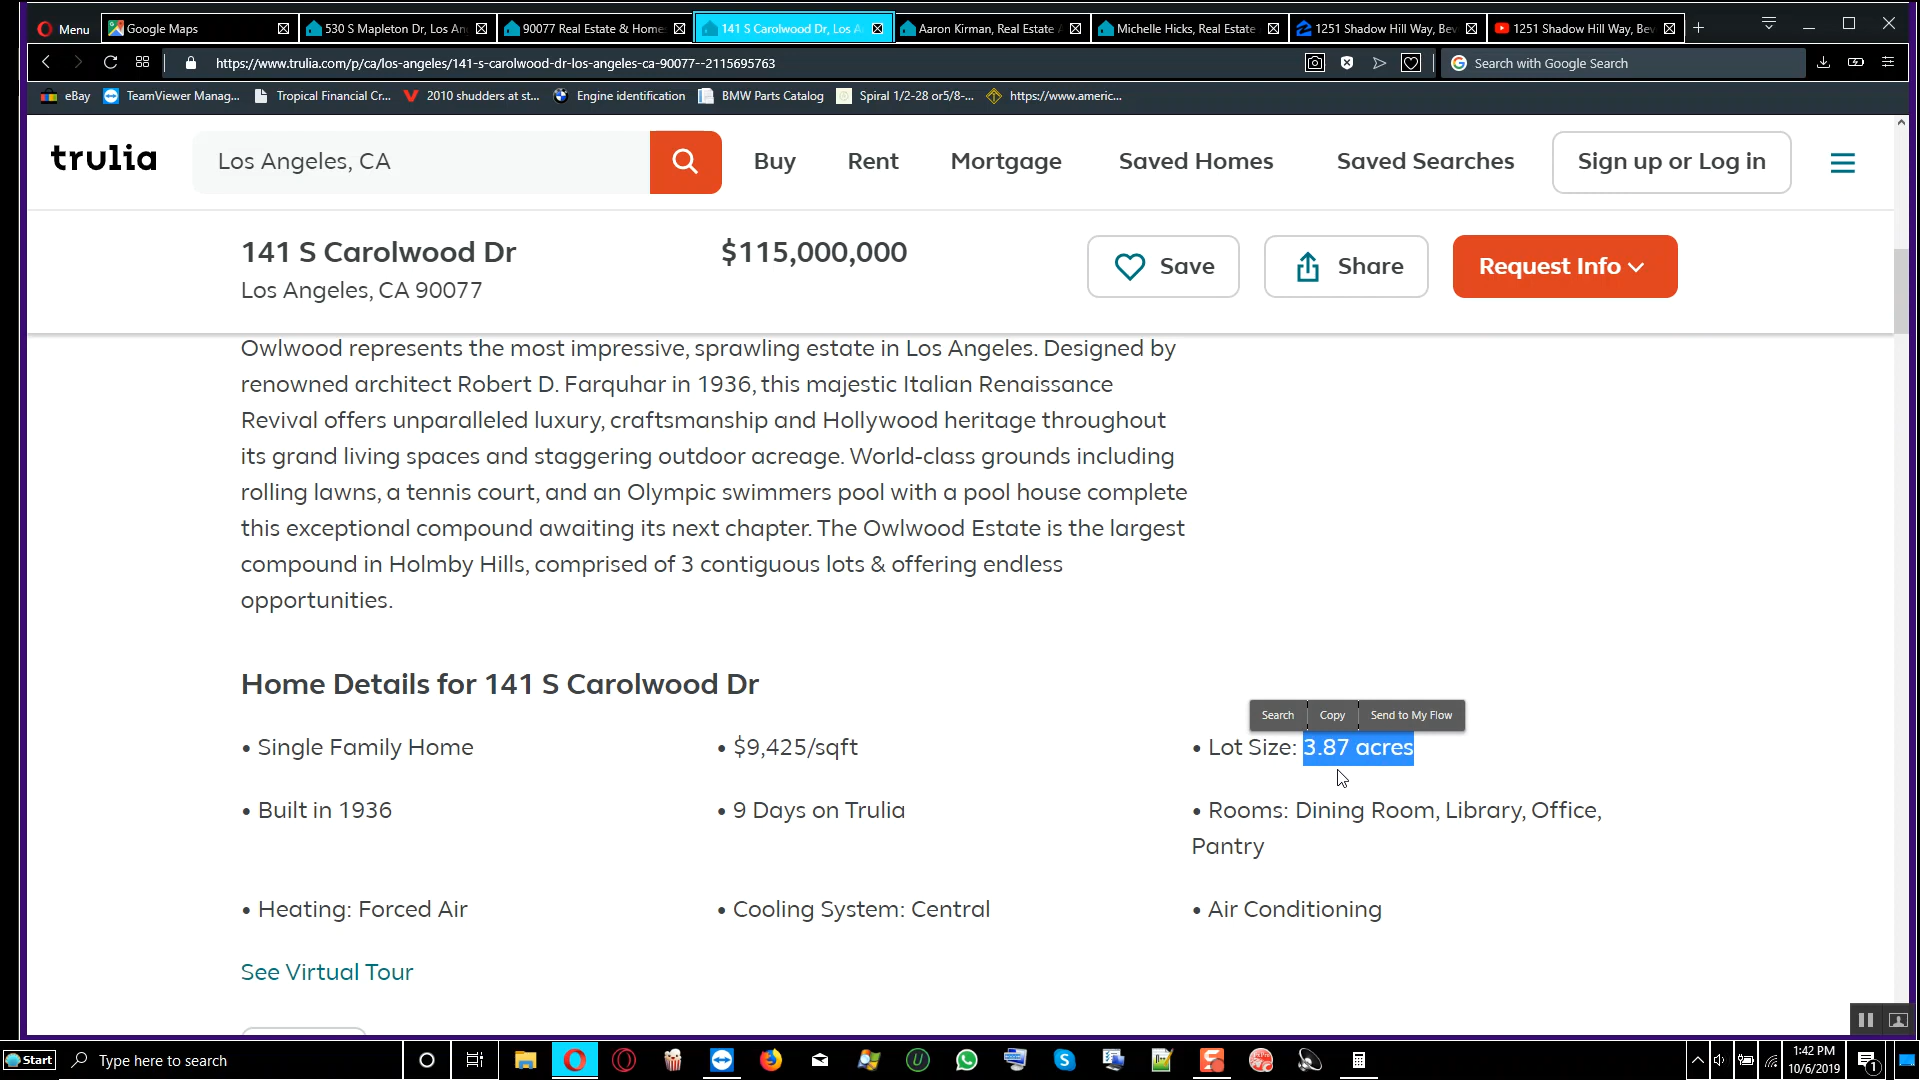 Menu
Google Maps
530 S Mapleton Dr, Los An
90077 Real Estate & Home
141 S Carolwood Dr, Los A
Aaron Kirman, Real Estate A
Michelle Hicks, Real Estate
1251 Shadow Hill Way, Bev
1251 Shadow Hill Way, Bev
https://www.trulia.com/p/ca/los-angeles/141-s-carolwood-dr-los-angeles-ca-90077--2115695763
Search with Google Search
eBay
TeamViewer Manag...
Tropical Financial Cr...
2010 shudders at st...
Engine identification
BMW Parts Catalog
Spiral 1/2-28 or5/8-...
https://www.americ...
trulia
Los Angeles, CA
Buy
Rent
Mortgage
Saved Homes
Saved Searches
Sign up or Log in
141 S Carolwood Dr
$115,000,000
Save
Share
Request Info
Los Angeles, CA 90077
Owlwood represents the most impressive, sprawling estate in Los Angeles. Designed by
renowned architect Robert D. Farquhar in 1936, this majestic Italian Renaissance
Revival offers unparalleled luxury, craftsmanship and Hollywood heritage throughout
its grand living spaces and staggering outdoor acreage. World-class grounds including
rolling lawns, a tennis court, and an Olympic swimmers pool with a pool house complete
this exceptional compound awaiting its next chapter. The Owlwood Estate is the largest
compound in Holmby Hills, comprised of 3 contiguous lots & offering endless
opportunities.
Home Details for 141 S Carolwood Dr
Search
Copy
Send to My Flow
• Single Family Home
• $9,425/sqft
• Lot Size: 3.87 acres
• Built in 1936
• 9 Days on Trulia
• Rooms: Dining Room, Library, Office,
Pantry
• Heating: Forced Air
• Cooling System: Central
• Air Conditioning
See Virtual Tour
Start
Type here to search
1:42 PM
10/6/2019
1